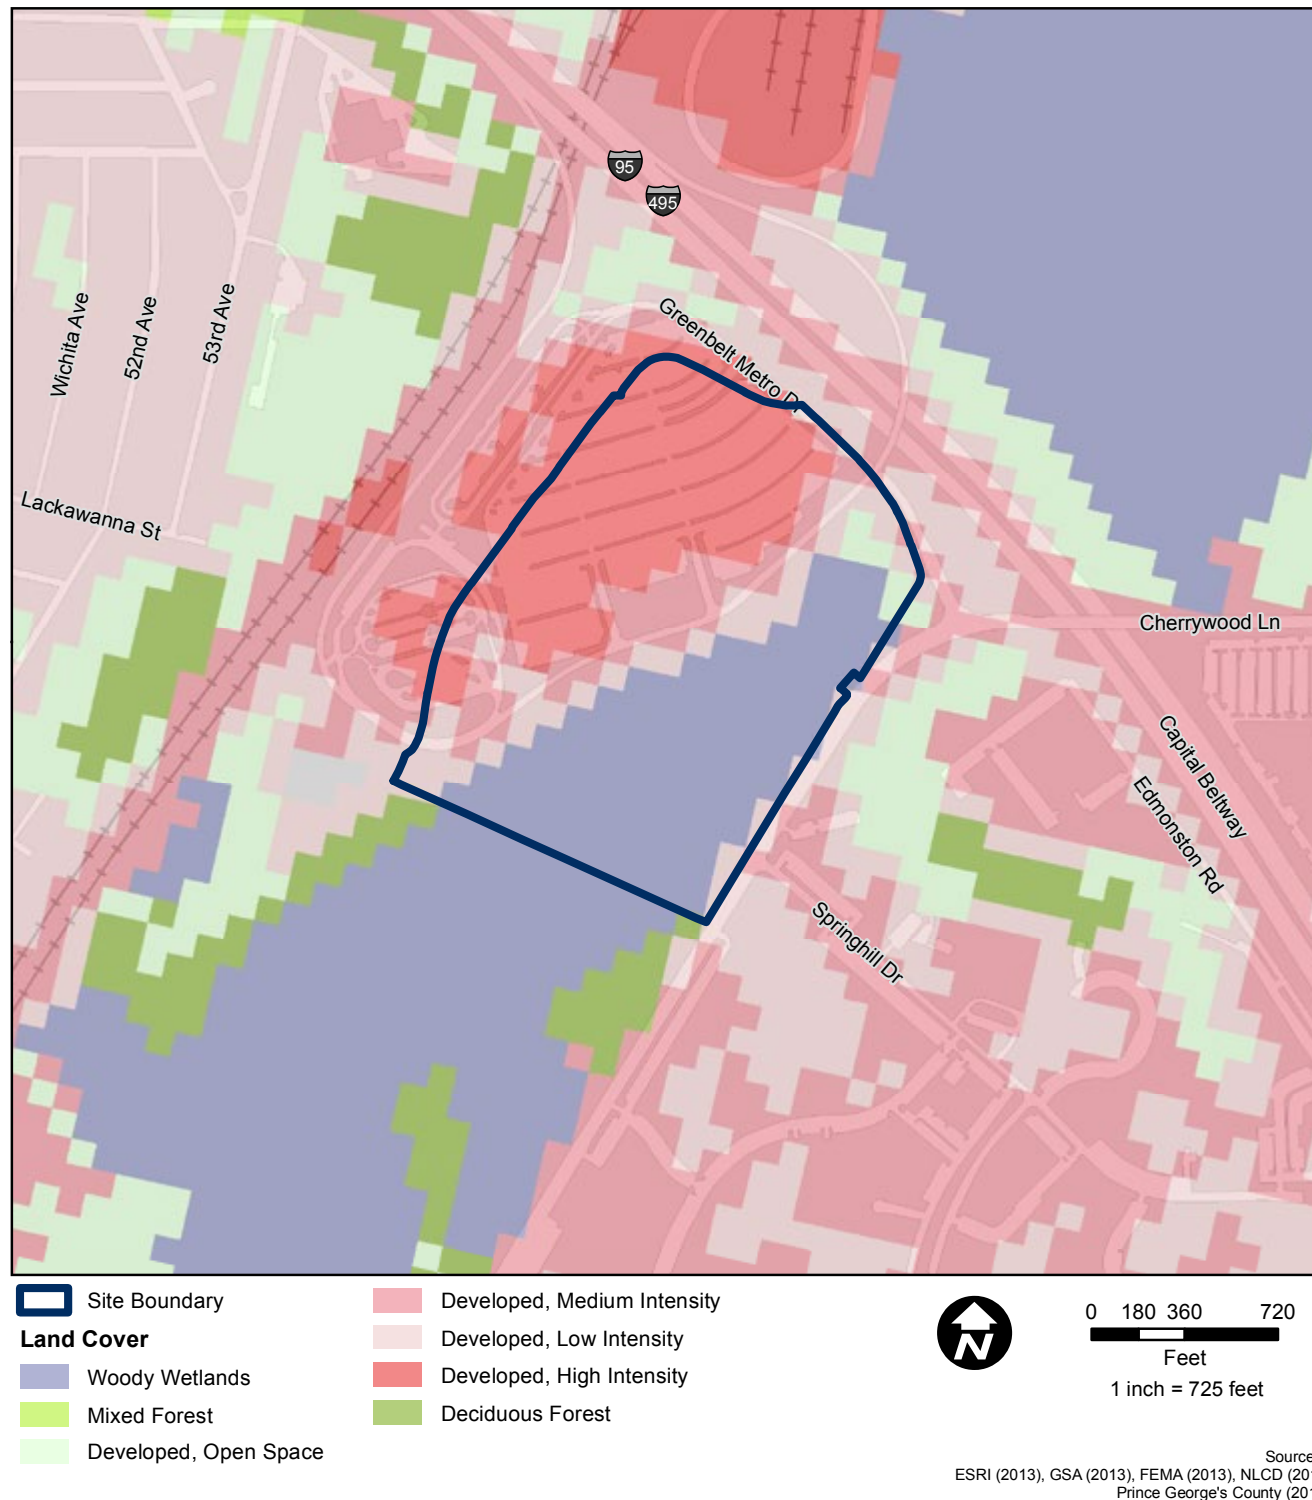 95
495
Greenbelt Metro Dr
Wichita Ave
52nd Ave
53rd Ave
Lackawanna St
Cherrywood Ln
Capital Beltway
Edmonston Rd
Springhill Dr
Site Boundary
Land Cover
Woody Wetlands
Mixed Forest
Developed, Open Space
Developed, Medium Intensity
Developed, Low Intensity
Developed, High Intensity
Deciduous Forest
N
0 180 360 720
Feet
1 inch = 725 feet
Source
ESRI (2013), GSA (2013), FEMA (2013), NLCD (20
Prince George's County (20